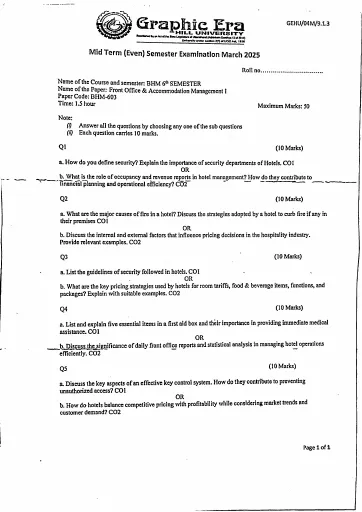 GEHU/01M/9.1.3
Graphic Era
HILL UNIVERSITY
Mid Term (Even) Semester Examination March 2025
Roll no..............................
Name of the Course and semester: BHM 6th SEMESTER
Name of the Paper: Front Office & Accommodation Management I
Paper Code: BHM-603
Time: 1.5 hour
Maximum Marks: 50
Note:
(i) Answer all the questions by choosing any one of the sub questions
(ii) Each question carries 10 marks.
Q1 (10 Marks)
a. How do you define security? Explain the importance of security departments of Hotels. CO1
OR
b. What is the role of occupancy and revenue reports in hotel management? How do they contribute to
financial planning and operational efficiency? CO2
Q2 (10 Marks)
a. What are the major causes of fire in a hotel? Discuss the strategies adopted by a hotel to curb fire if any in
their premises CO1
OR
b. Discuss the internal and external factors that influence pricing decisions in the hospitality industry.
Provide relevant examples. CO2
Q3 (10 Marks)
a. List the guidelines of security followed in hotels. CO1
OR
b. What are the key pricing strategies used by hotels for room tariffs, food & beverage items, functions, and
packages? Explain with suitable examples. CO2
Q4 (10 Marks)
a. List and explain five essential items in a first aid box and their importance in providing immediate medical
assistance. CO1
OR
b. Discuss the significance of daily front office reports and statistical analysis in managing hotel operations
efficiently. CO2
Q5 (10 Marks)
a. Discuss the key aspects of an effective key control system. How do they contribute to preventing
unauthorized access? CO1
OR
b. How do hotels balance competitive pricing with profitability while considering market trends and
customer demand? CO2
Page 1 of 1